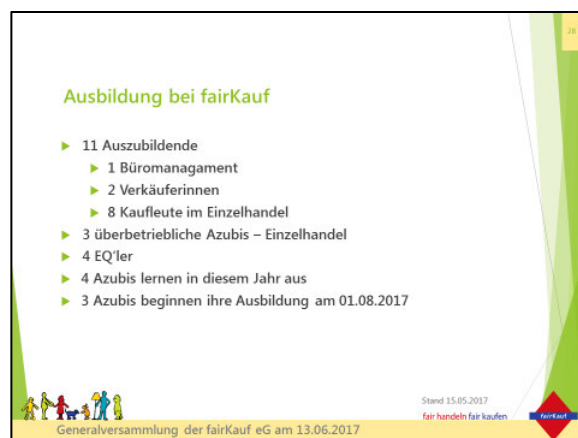 28
Ausbildung bei fairKauf
11 Auszubildende
1 Büromanagament
2 Verkäuferinnen
8 Kaufleute im Einzelhandel
3 überbetriebliche Azubis – Einzelhandel
4 EQ'ler
4 Azubis lernen in diesem Jahr aus
3 Azubis beginnen ihre Ausbildung am 01.08.2017
Stand 15.05.2017
fair handeln fair kaufen
fairKauf
Generalversammlung der fairKauf eG am 13.06.2017